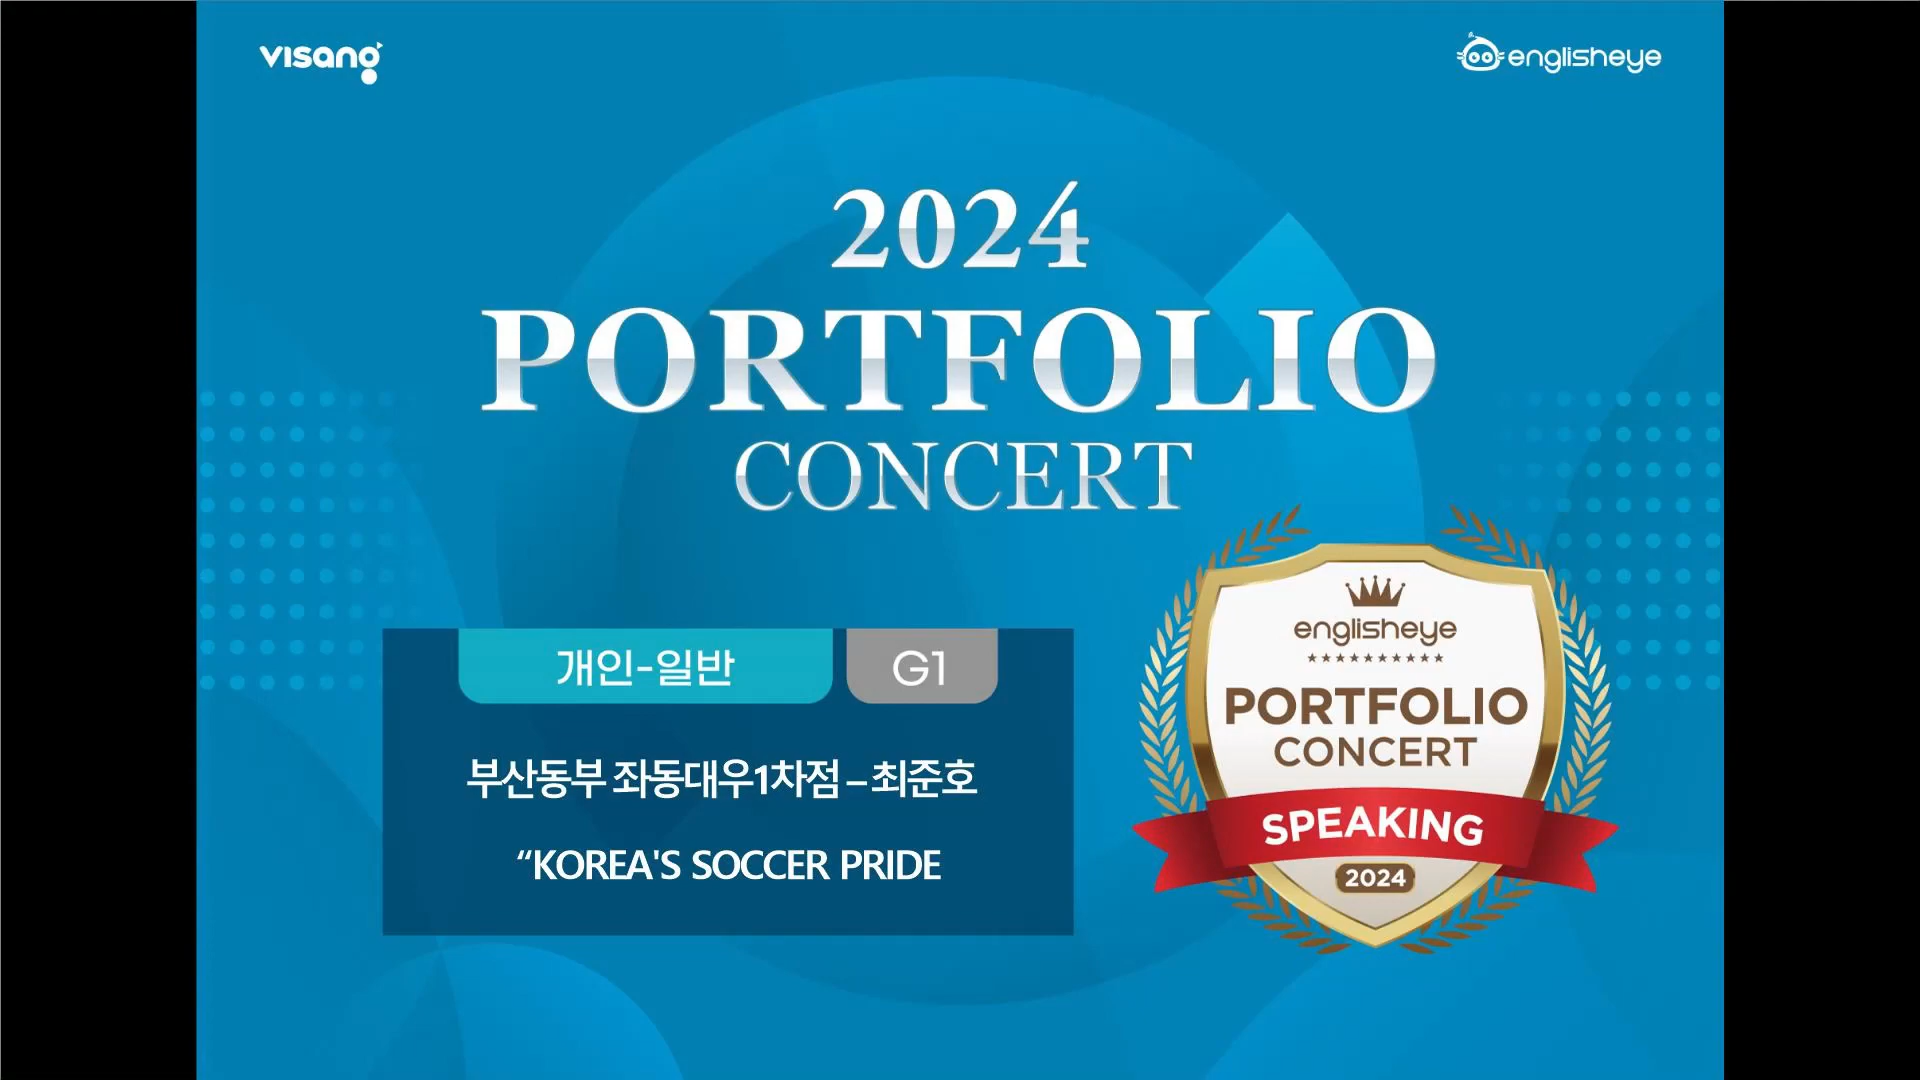 visang
englisheye
2024
PORTFOLIO
CONCERT
개인-일반
G1
부산동부 좌동대우1차점 – 최준호
“KOREA'S SOCCER PRIDE
englisheye
PORTFOLIO
CONCERT
SPEAKING
2024